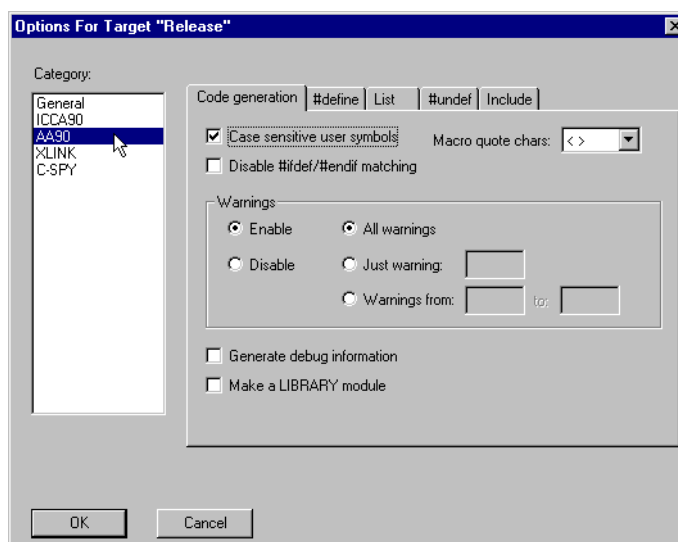 Options For Target "Release"
Category:
General
ICCA90
AA90
XLINK
C-SPY
Code generation
#define
List
#undef
Include
Case sensitive user symbols
Macro quote chars:
< >
Disable #ifdef/#endif matching
Warnings
Enable
All warnings
Disable
Just warning:
Warnings from:
to:
Generate debug information
Make a LIBRARY module
OK
Cancel